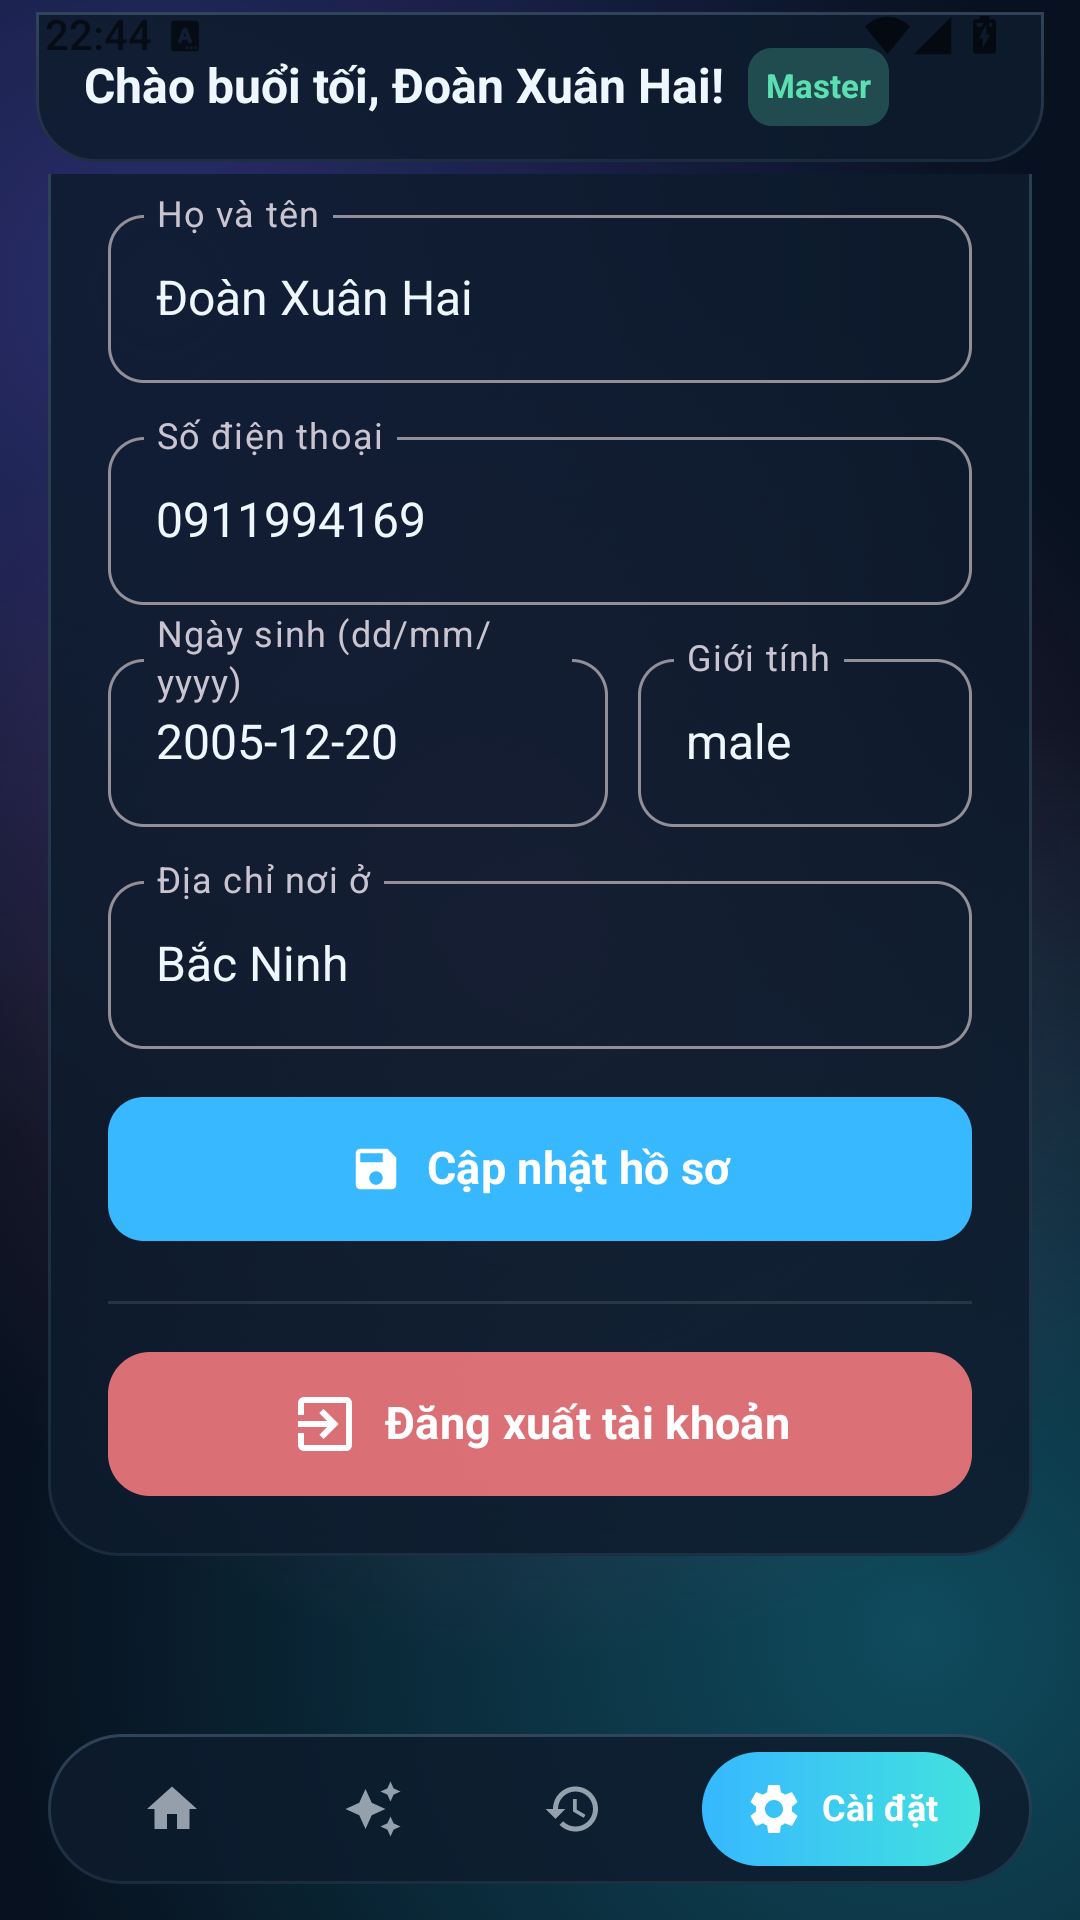 22:44
Chào buổi tối, Đoàn Xuân Hai! Master
Họ và tên
Đoàn Xuân Hai
Số điện thoại
0911994169
Ngày sinh (dd/mm/
yyyy)
2005-12-20
Giới tính
male
Địa chỉ nơi ở
Bắc Ninh
Cập nhật hồ sơ
Đăng xuất tài khoản
Cài đặt